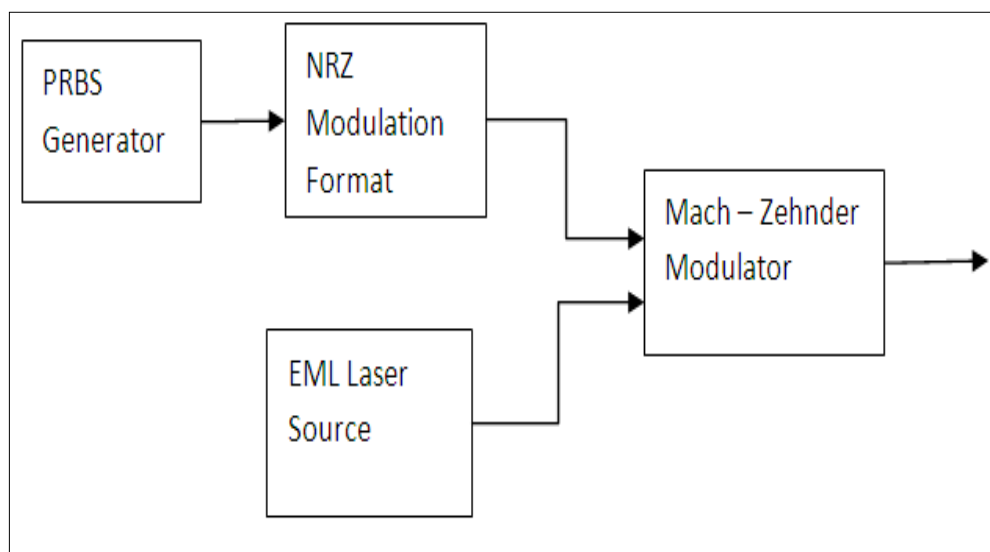 PRBS
Generator
NRZ
Modulation
Format
Mach – Zehnder
Modulator
EML Laser
Source